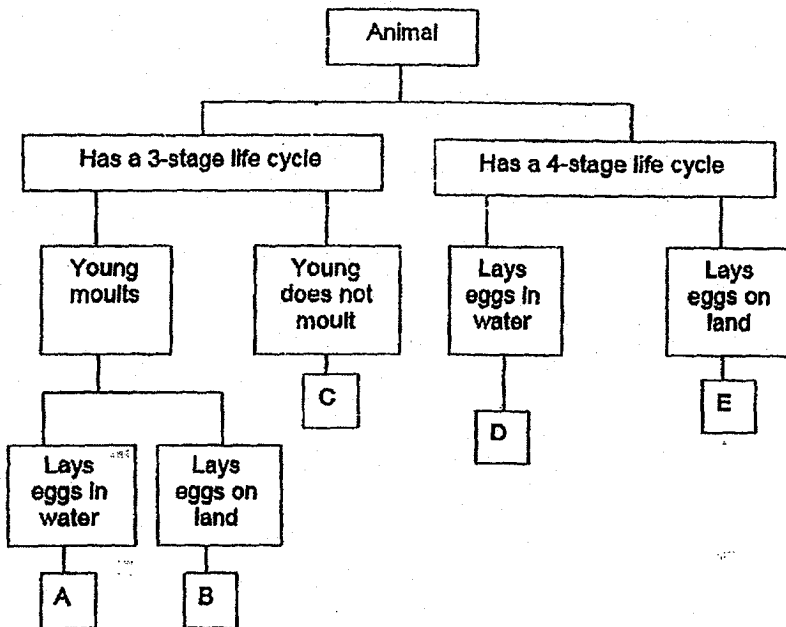 Animal
Has a 3-stage life cycle
Has a 4-stage life cycle
Young
moults
Young
does not
moult
Lays
eggs in
water
Lays
eggs on
land
C
D
E
Lays
eggs in
water
Lays
eggs on
land
A
B